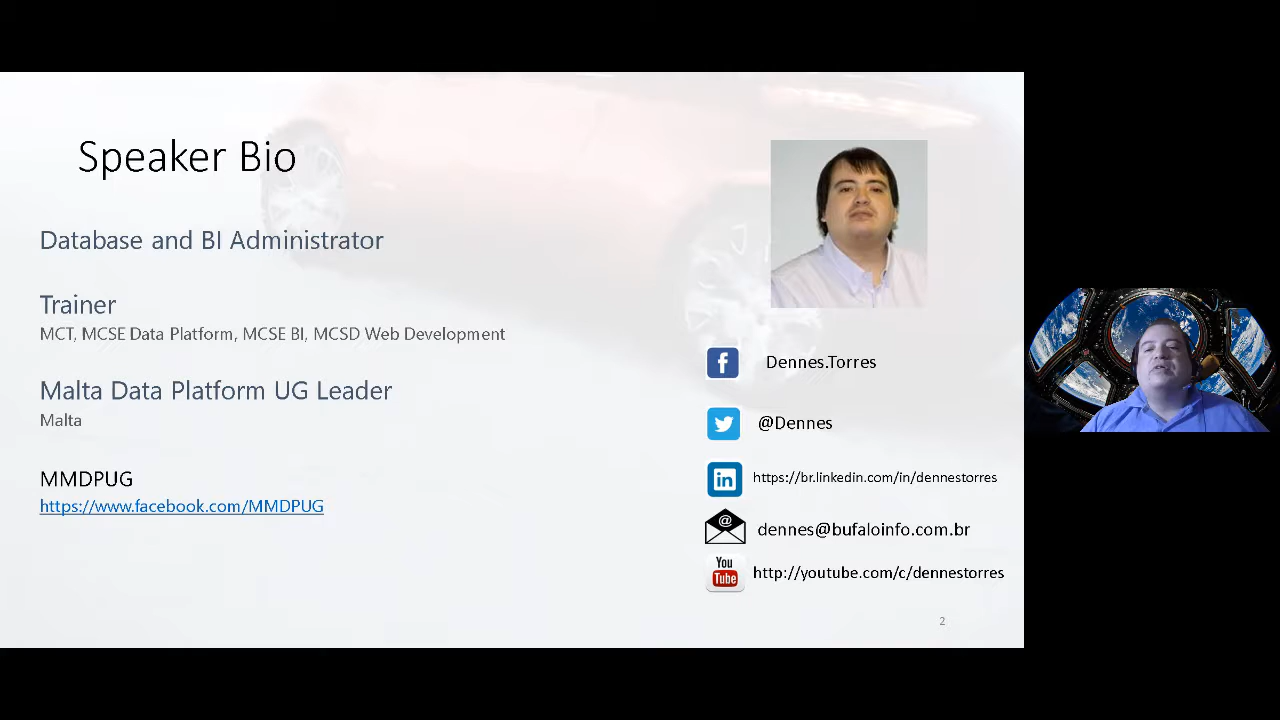 Speaker Bio
Database and BI Administrator
Trainer
MCT, MCSE Data Platform, MCSE BI, MCSD Web Development
Malta Data Platform UG Leader
Malta
MMDPUG
https://www.facebook.com/MMDPUG
f
Dennes.Torres
@Dennes
in
https://br.linkedin.com/in/dennestorres
@
dennes@bufaloinfo.com.br
You
Tube
http://youtube.com/c/dennestorres
2